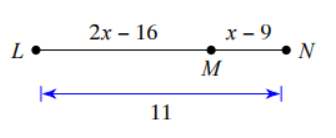 2x – 16 x – 9
L N
M
11